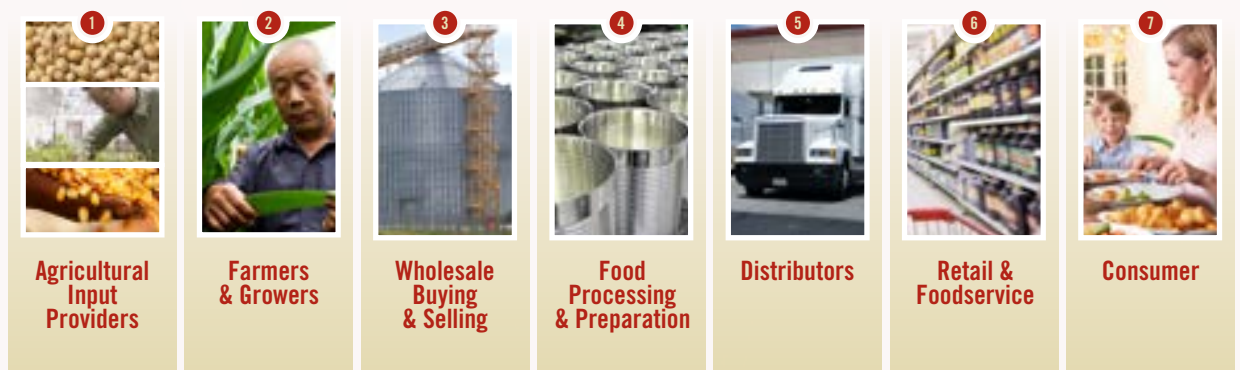 1
Agricultural
Input
Providers
2
Farmers
& Growers
3
Wholesale
Buying
& Selling
4
Food
Processing
& Preparation
5
Distributors
6
Retail &
Foodservice
7
Consumer